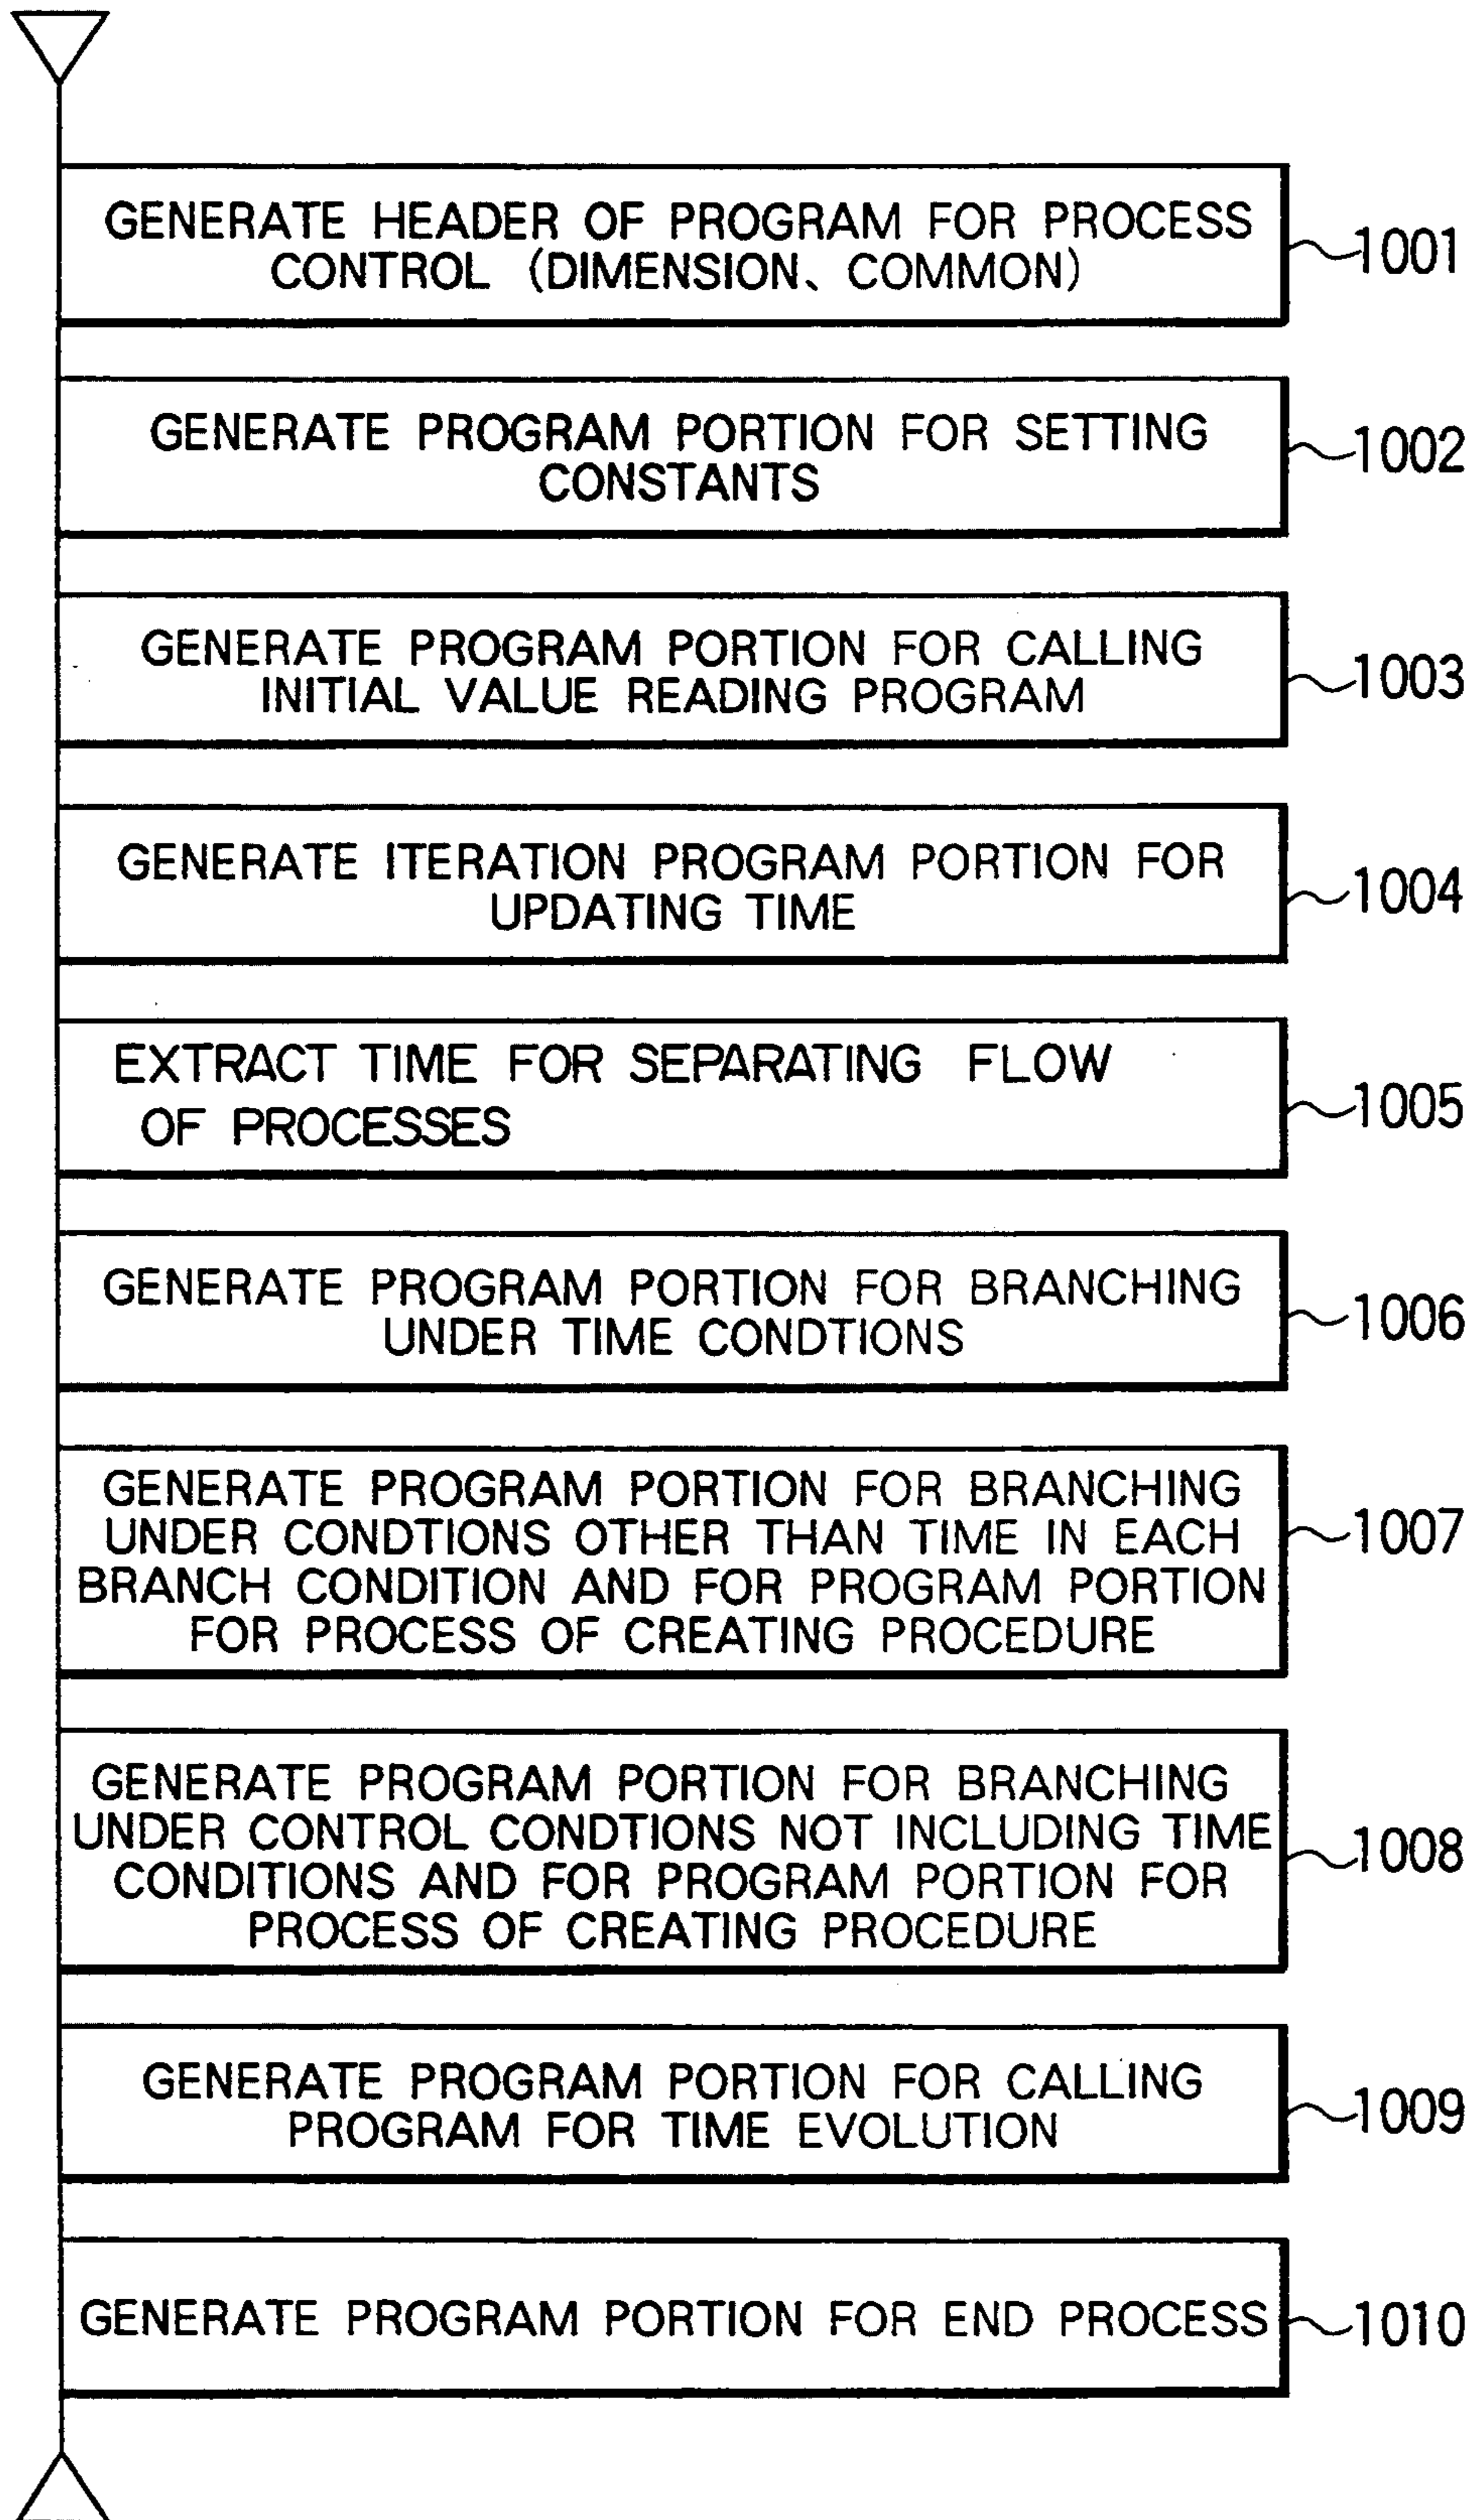 GENERATE HEADER OF PROGRAM FOR PROCESS
CONTROL (DIMENSION、COMMON)
1001
GENERATE PROGRAM PORTION FOR SETTING
CONSTANTS
1002
GENERATE PROGRAM PORTION FOR CALLING
INITIAL VALUE READING PROGRAM
1003
GENERATE ITERATION PROGRAM PORTION FOR
UPDATING TIME
1004
EXTRACT TIME FOR SEPARATING FLOW
OF PROCESSES
1005
GENERATE PROGRAM PORTION FOR BRANCHING
UNDER TIME CONDTIONS
1006
GENERATE PROGRAM PORTION FOR BRANCHING
UNDER CONDTIONS OTHER THAN TIME IN EACH
BRANCH CONDITION AND FOR PROGRAM PORTION
FOR PROCESS OF CREATING PROCEDURE
1007
GENERATE PROGRAM PORTION FOR BRANCHING
UNDER CONTROL CONDTIONS NOT INCLUDING TIME
CONDITIONS AND FOR PROGRAM PORTION FOR
PROCESS OF CREATING PROCEDURE
1008
GENERATE PROGRAM PORTION FOR CALLING
PROGRAM FOR TIME EVOLUTION
1009
GENERATE PROGRAM PORTION FOR END PROCESS
1010